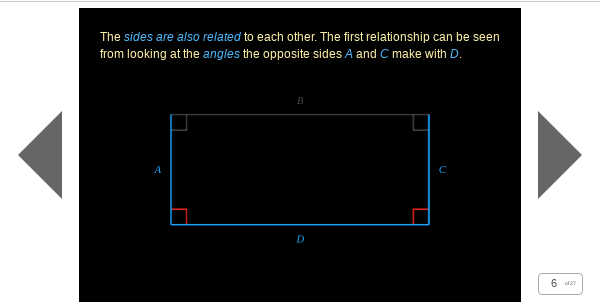 The sides are also related to each other. The first relationship can be seen
from looking at the angles the opposite sides A and C make with D.
B
A
C
D
6 of 27